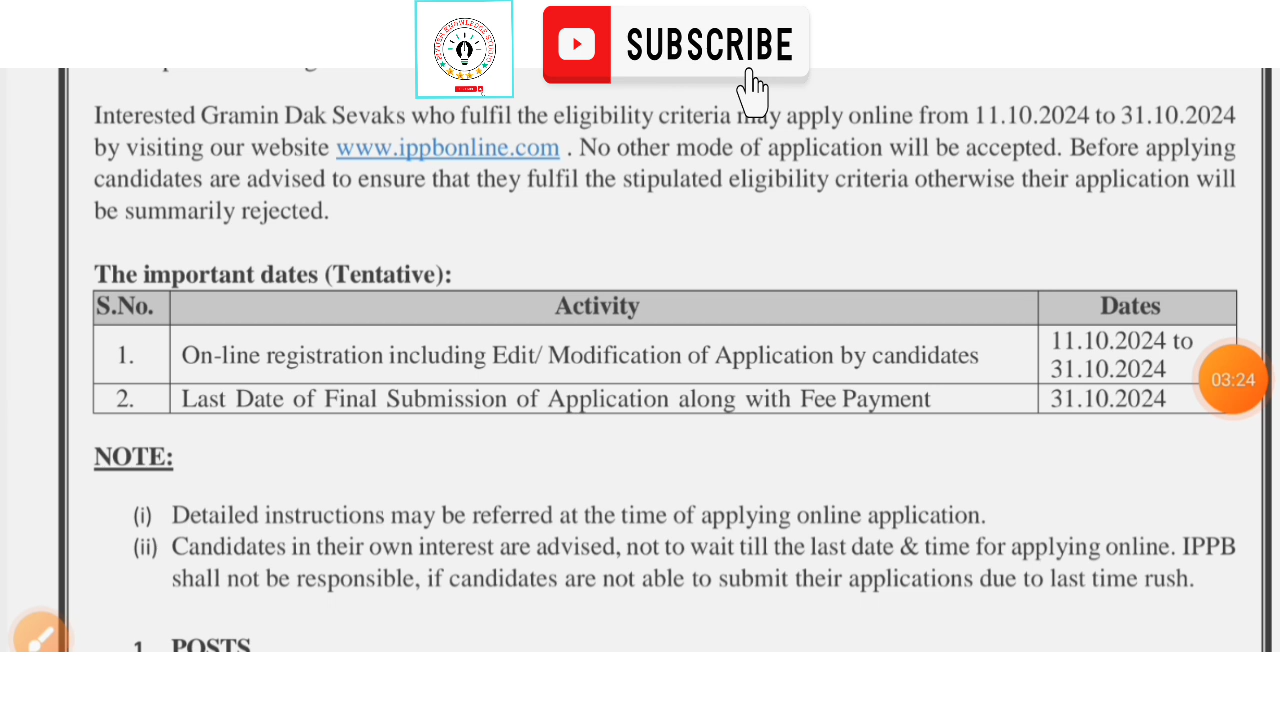 SUBSCRIBE
Interested Gramin Dak Sevaks who fulfil the eligibility criteria may apply online from 11.10.2024 to 31.10.2024
by visiting our website www.ippbonline.com . No other mode of application will be accepted. Before applying
candidates are advised to ensure that they fulfil the stipulated eligibility criteria otherwise their application will
be summarily rejected.
The important dates (Tentative):
S.No. Activity Dates
1. On-line registration including Edit/ Modification of Application by candidates 11.10.2024 to
31.10.2024
03:24
2. Last Date of Final Submission of Application along with Fee Payment 31.10.2024
NOTE:
(i) Detailed instructions may be referred at the time of applying online application.
(ii) Candidates in their own interest are advised, not to wait till the last date & time for applying online. IPPB
shall not be responsible, if candidates are not able to submit their applications due to last time rush.
1. POSTS